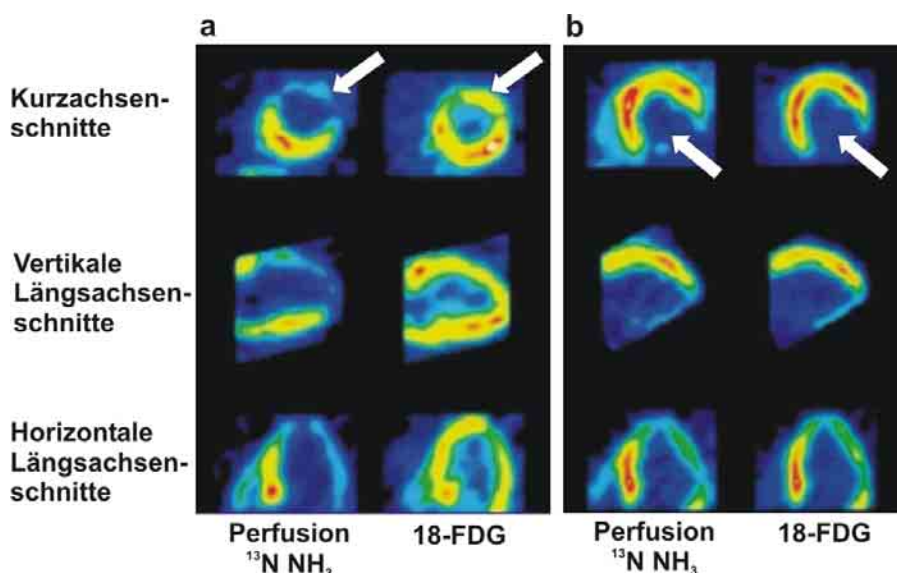 a
b
Kurzachsen-
schnitte
Vertikale
Längsachsen-
schnitte
Horizontale
Längsachsen-
schnitte
Perfusion
¹³N NH₃
18-FDG
Perfusion
¹³N NH₃
18-FDG